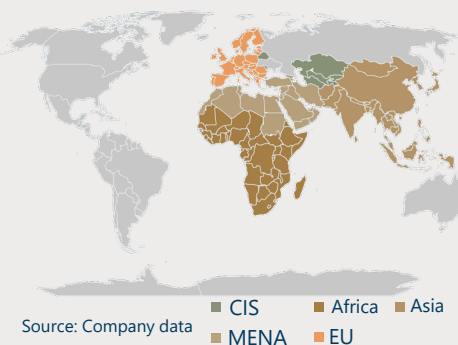 CIS
Africa
Asia
Source: Company data
MENA
EU